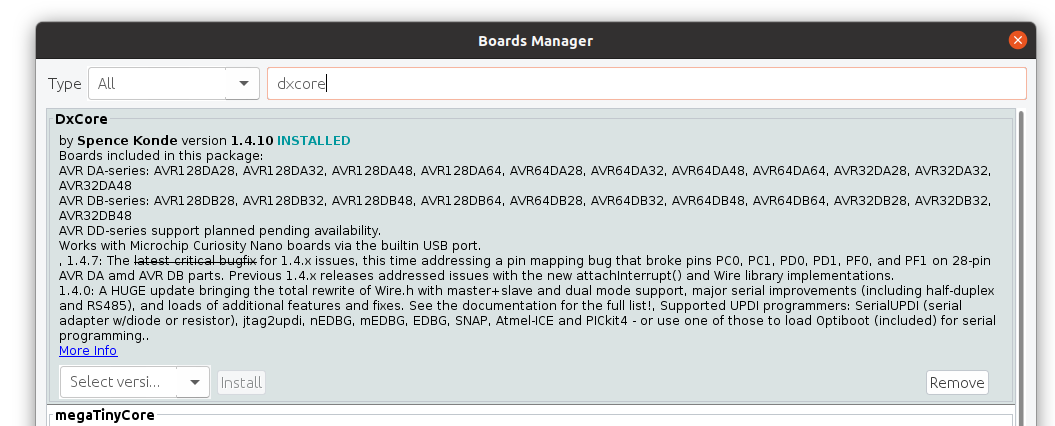 Boards Manager
Type All dxcore
DxCore
by Spence Konde version 1.4.10 INSTALLED
Boards included in this package:
AVR DA-series: AVR128DA28, AVR128DA32, AVR128DA48, AVR128DA64, AVR64DA28, AVR64DA32, AVR64DA48, AVR64DA64, AVR32DA28, AVR32DA32,
AVR32DA48
AVR DB-series: AVR128DB28, AVR128DB32, AVR128DB48, AVR128DB64, AVR64DB28, AVR64DB32, AVR64DB48, AVR64DB64, AVR32DB28, AVR32DB32,
AVR32DB48
AVR DD-series support planned pending availability.
Works with Microchip Curiosity Nano boards via the builtin USB port.
, 1.4.7: The latest critical bugfix for 1.4.x issues, this time addressing a pin mapping bug that broke pins PC0, PC1, PD0, PD1, PF0, and PF1 on 28-pin
AVR DA amd AVR DB parts. Previous 1.4.x releases addressed issues with the new attachInterrupt() and Wire library implementations.
1.4.0: A HUGE update bringing the total rewrite of Wire.h with master+slave and dual mode support, major serial improvements (including half-duplex
and RS485), and loads of additional features and fixes. See the documentation for the full list!, Supported UPDI programmers: SerialUPDI (serial
adapter w/diode or resistor), jtag2updi, nEDBG, mEDBG, EDBG, SNAP, Atmel-ICE and PICkit4 - or use one of those to load Optiboot (included) for serial
programming..
More Info
Select versi... Install Remove
megaTinyCore